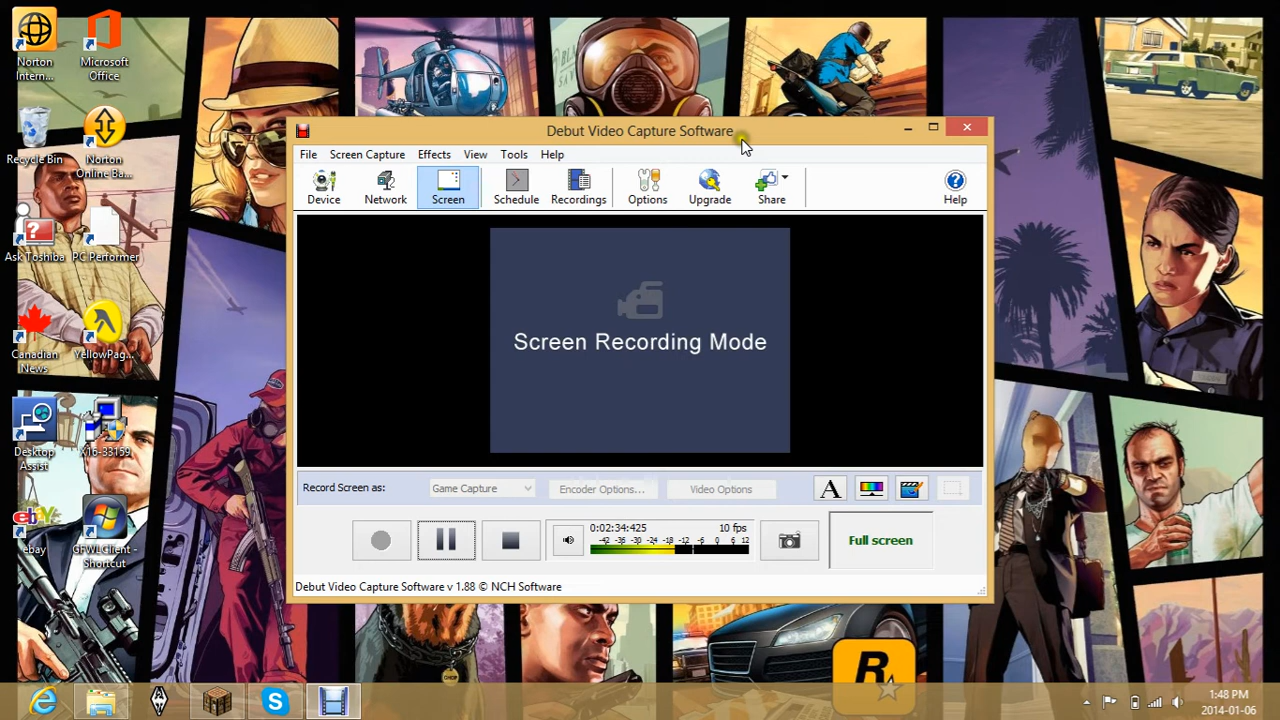 Norton
Intern...
Microsoft
Office
Recycle Bin
Norton
Online Ba...
Ask Toshiba
PC Performer
Canadian
News
YellowPag...
Desktop
Assist
X16-33159
ebay
GFWLClient -
Shortcut
Debut Video Capture Software
File
Screen Capture
Effects
View
Tools
Help
Device
Network
Screen
Schedule
Recordings
Options
Upgrade
Share
Help
Screen Recording Mode
Record Screen as:
Game Capture
Encoder Options...
Video Options
A
0:02:34:425
10 fps
-42 -36 -30 -24 -18 -12 -6 0 6 12
Full screen
Debut Video Capture Software v 1.88 © NCH Software
R
1:48 PM
2014-01-06